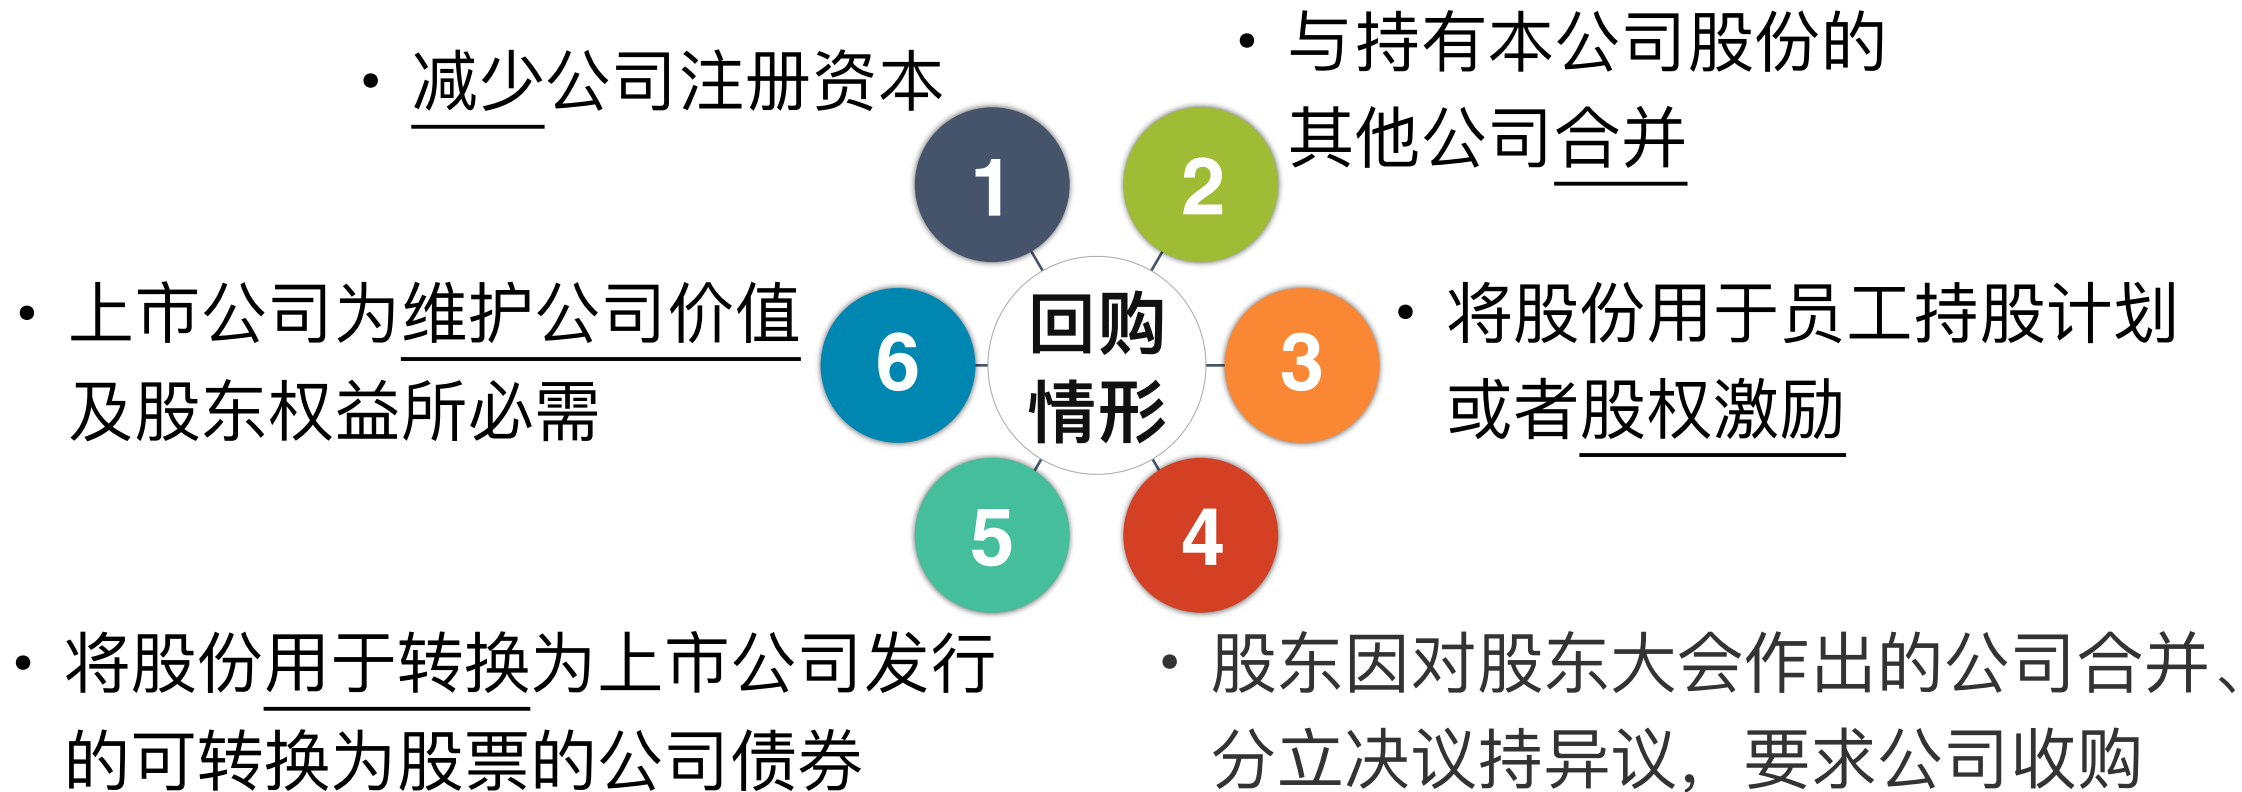 • 减少公司注册资本
1
• 与持有本公司股份的
其他公司合并
2
• 将股份用于员工持股计划
或者股权激励
3
• 股东因对股东大会作出的公司合并、
分立决议持异议，要求公司收购
4
• 将股份用于转换为上市公司发行
的可转换为股票的公司债券
5
• 上市公司为维护公司价值
及股东权益所必需
6
回购
情形